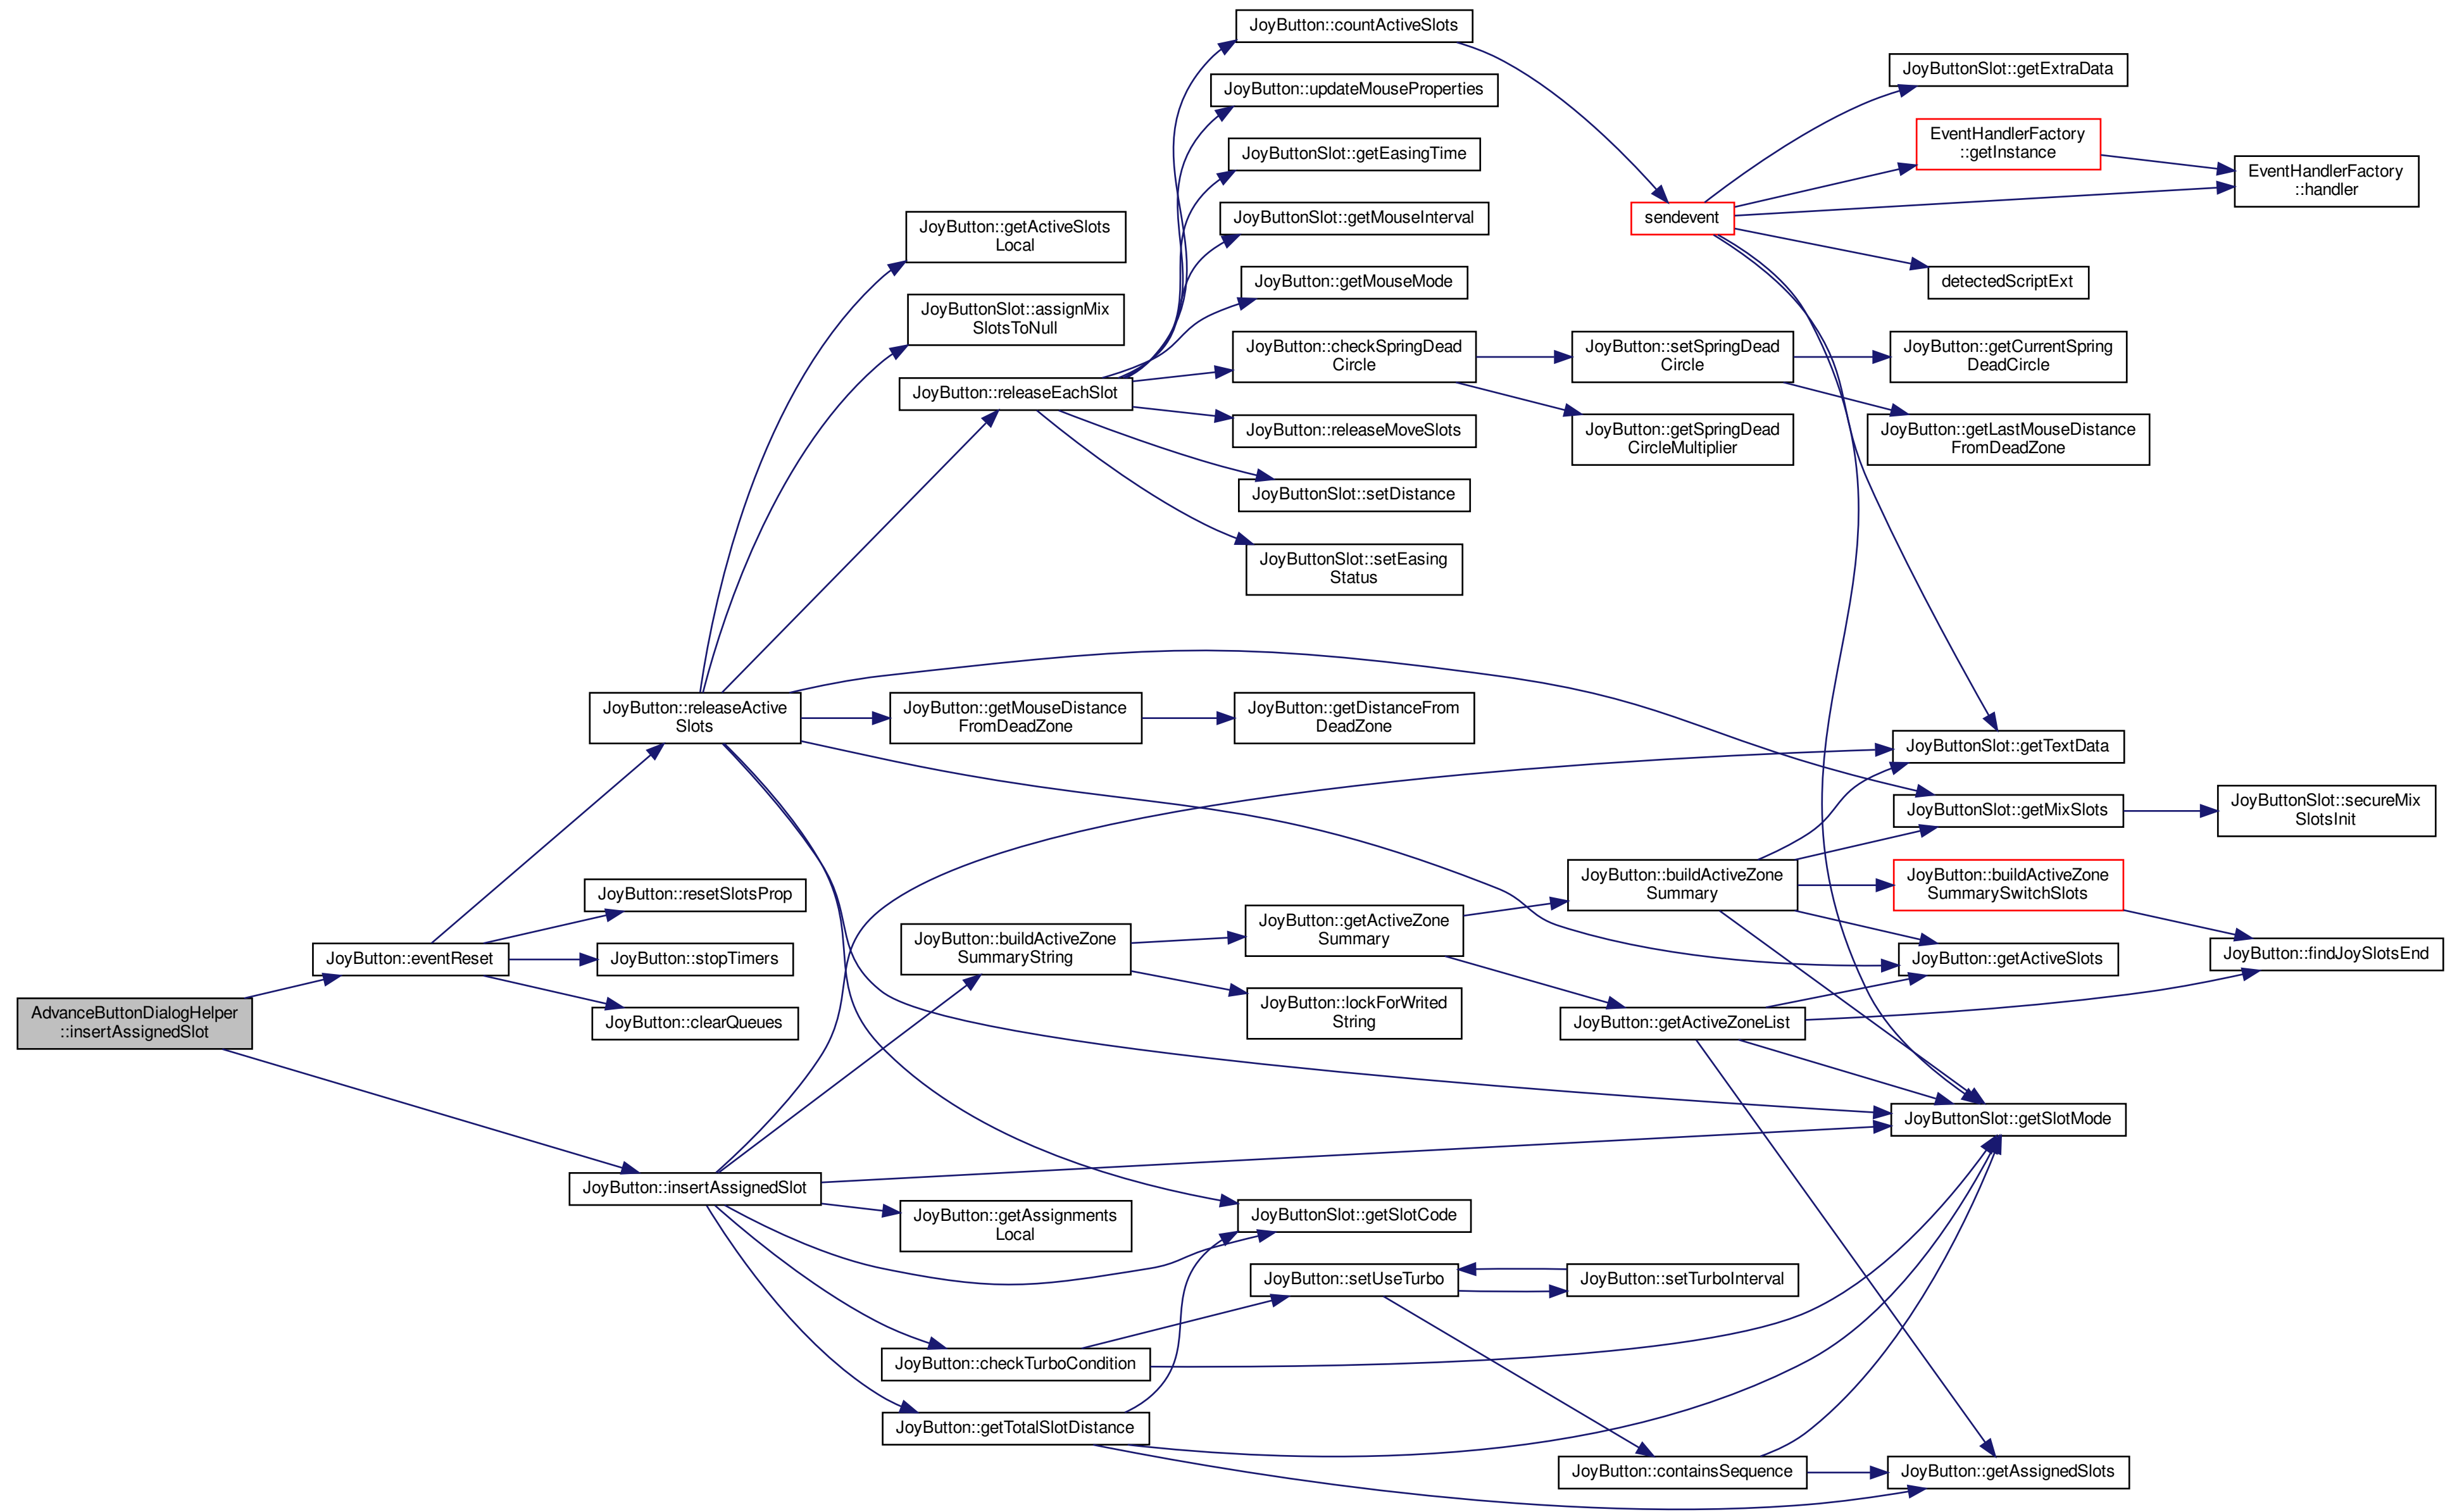 AdvanceButtonDialogHelper
::insertAssignedSlot
JoyButton::eventReset
JoyButton::releaseActive
Slots
JoyButton::resetSlotsProp
JoyButton::stopTimers
JoyButton::clearQueues
JoyButton::insertAssignedSlot
JoyButton::getActiveSlots
Local
JoyButtonSlot::assignMix
SlotsToNull
JoyButton::releaseEachSlot
JoyButton::getMouseDistance
FromDeadZone
JoyButton::buildActiveZone
SummaryString
JoyButton::getAssignments
Local
JoyButton::checkTurboCondition
JoyButton::getTotalSlotDistance
JoyButton::countActiveSlots
JoyButton::updateMouseProperties
JoyButtonSlot::getEasingTime
JoyButtonSlot::getMouseInterval
JoyButton::getMouseMode
JoyButton::checkSpringDead
Circle
JoyButton::releaseMoveSlots
JoyButtonSlot::setDistance
JoyButtonSlot::setEasing
Status
JoyButton::getDistanceFrom
DeadZone
JoyButton::getActiveZone
Summary
JoyButton::lockForWrited
String
JoyButtonSlot::getSlotCode
JoyButton::setUseTurbo
sendevent
JoyButton::setSpringDead
Circle
JoyButton::getSpringDead
CircleMultiplier
JoyButton::buildActiveZone
Summary
JoyButton::getActiveZoneList
JoyButton::setTurboInterval
JoyButton::containsSequence
JoyButtonSlot::getExtraData
EventHandlerFactory
::getInstance
detectedScriptExt
JoyButton::getCurrentSpring
DeadCircle
JoyButton::getLastMouseDistance
FromDeadZone
JoyButtonSlot::getTextData
JoyButtonSlot::getMixSlots
JoyButton::buildActiveZone
SummarySwitchSlots
JoyButton::getActiveSlots
JoyButtonSlot::getSlotMode
JoyButton::getAssignedSlots
EventHandlerFactory
::handler
JoyButtonSlot::secureMix
SlotsInit
JoyButton::findJoySlotsEnd